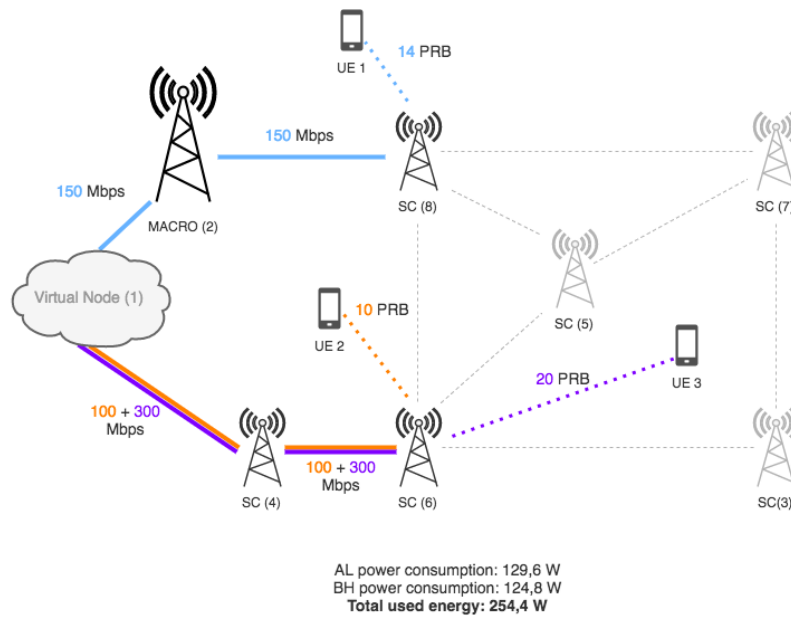 UE 1
14 PRB
150 Mbps
SC (8)
SC (7)
150 Mbps
MACRO (2)
Virtual Node (1)
10 PRB
UE 2
SC (5)
20 PRB
UE 3
100 + 300
Mbps
SC (4)
100 + 300
Mbps
SC (6)
SC(3)
AL power consumption: 129,6 W
BH power consumption: 124,8 W
Total used energy: 254,4 W